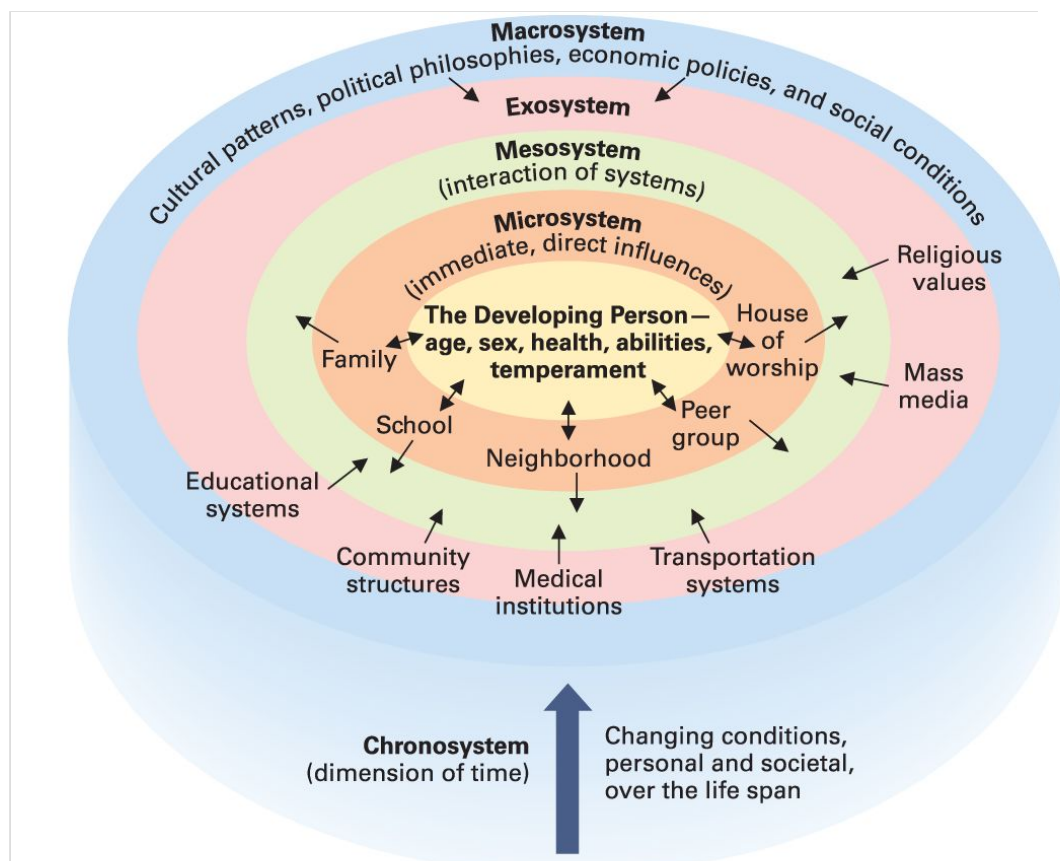 Macrosystem
Cultural patterns, political philosophies, economic policies, and social conditions
Exosystem
Mesosystem
(interaction of systems)
Microsystem
(immediate, direct influences)
The Developing Person—
age, sex, health, abilities,
temperament
Family
School
Neighborhood
Peer
group
House
of
worship
Religious
values
Mass
media
Educational
systems
Community
structures
Medical
institutions
Transportation
systems
Chronosystem
(dimension of time)
Changing conditions,
personal and societal,
over the life span